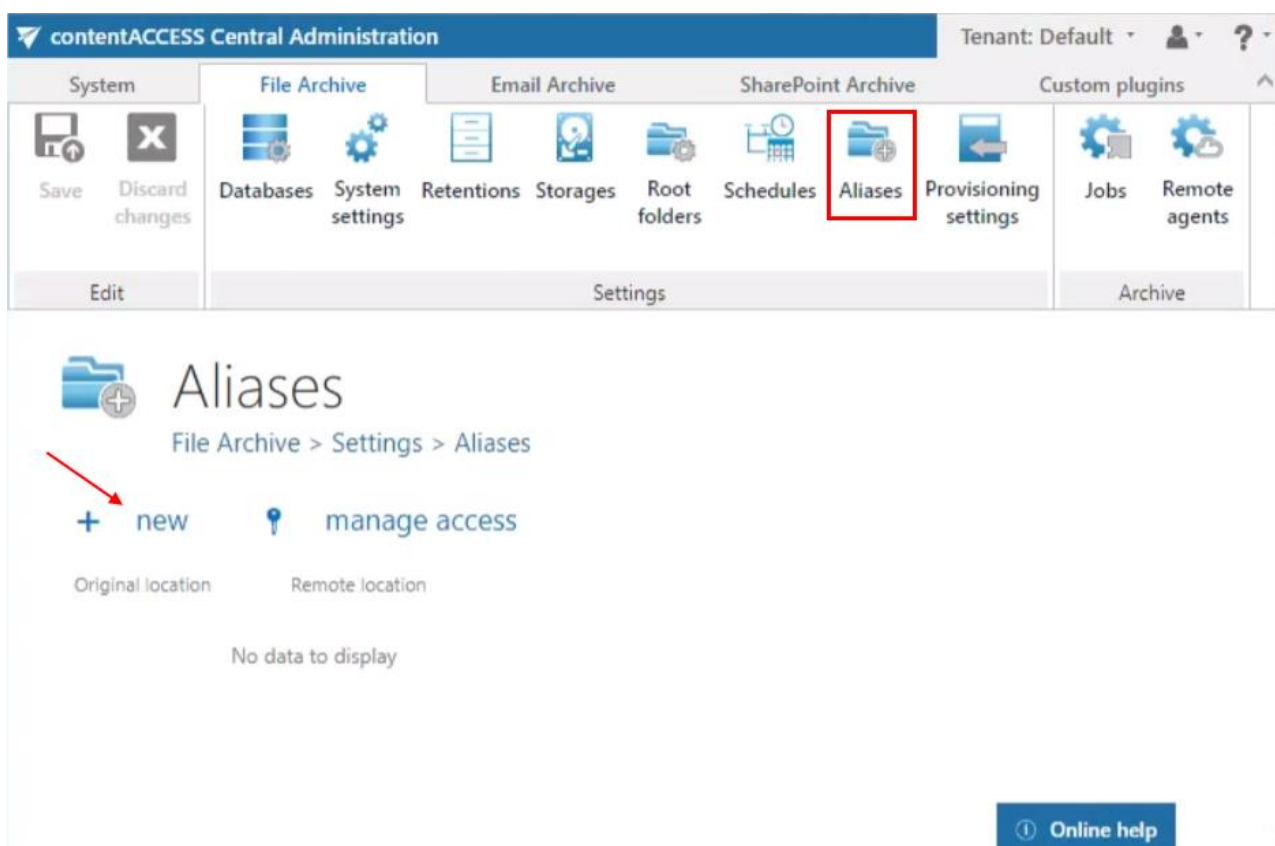 contentACCESS Central Administration Tenant: Default ?
System File Archive Email Archive SharePoint Archive Custom plugins
Save Discard changes Databases System settings Retentions Storages Root folders Schedules Aliases Provisioning settings Jobs Remote agents
Edit Settings Archive
Aliases
File Archive > Settings > Aliases
+ new manage access
Original location Remote location
No data to display
Online help